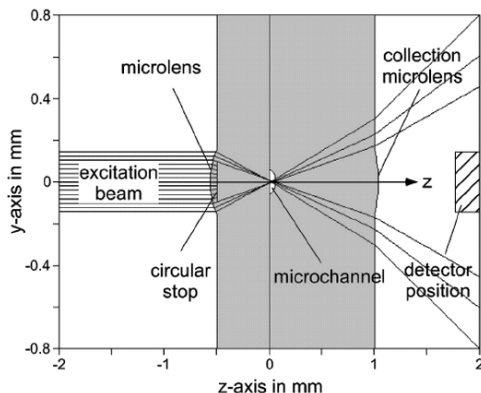 0.8
0.4
0
-0.4
-0.8
y-axis in mm
microlens
collection
microlens
excitation
beam
z
circular
stop
microchannel
detector
position
-2
-1
0
1
2
z-axis in mm